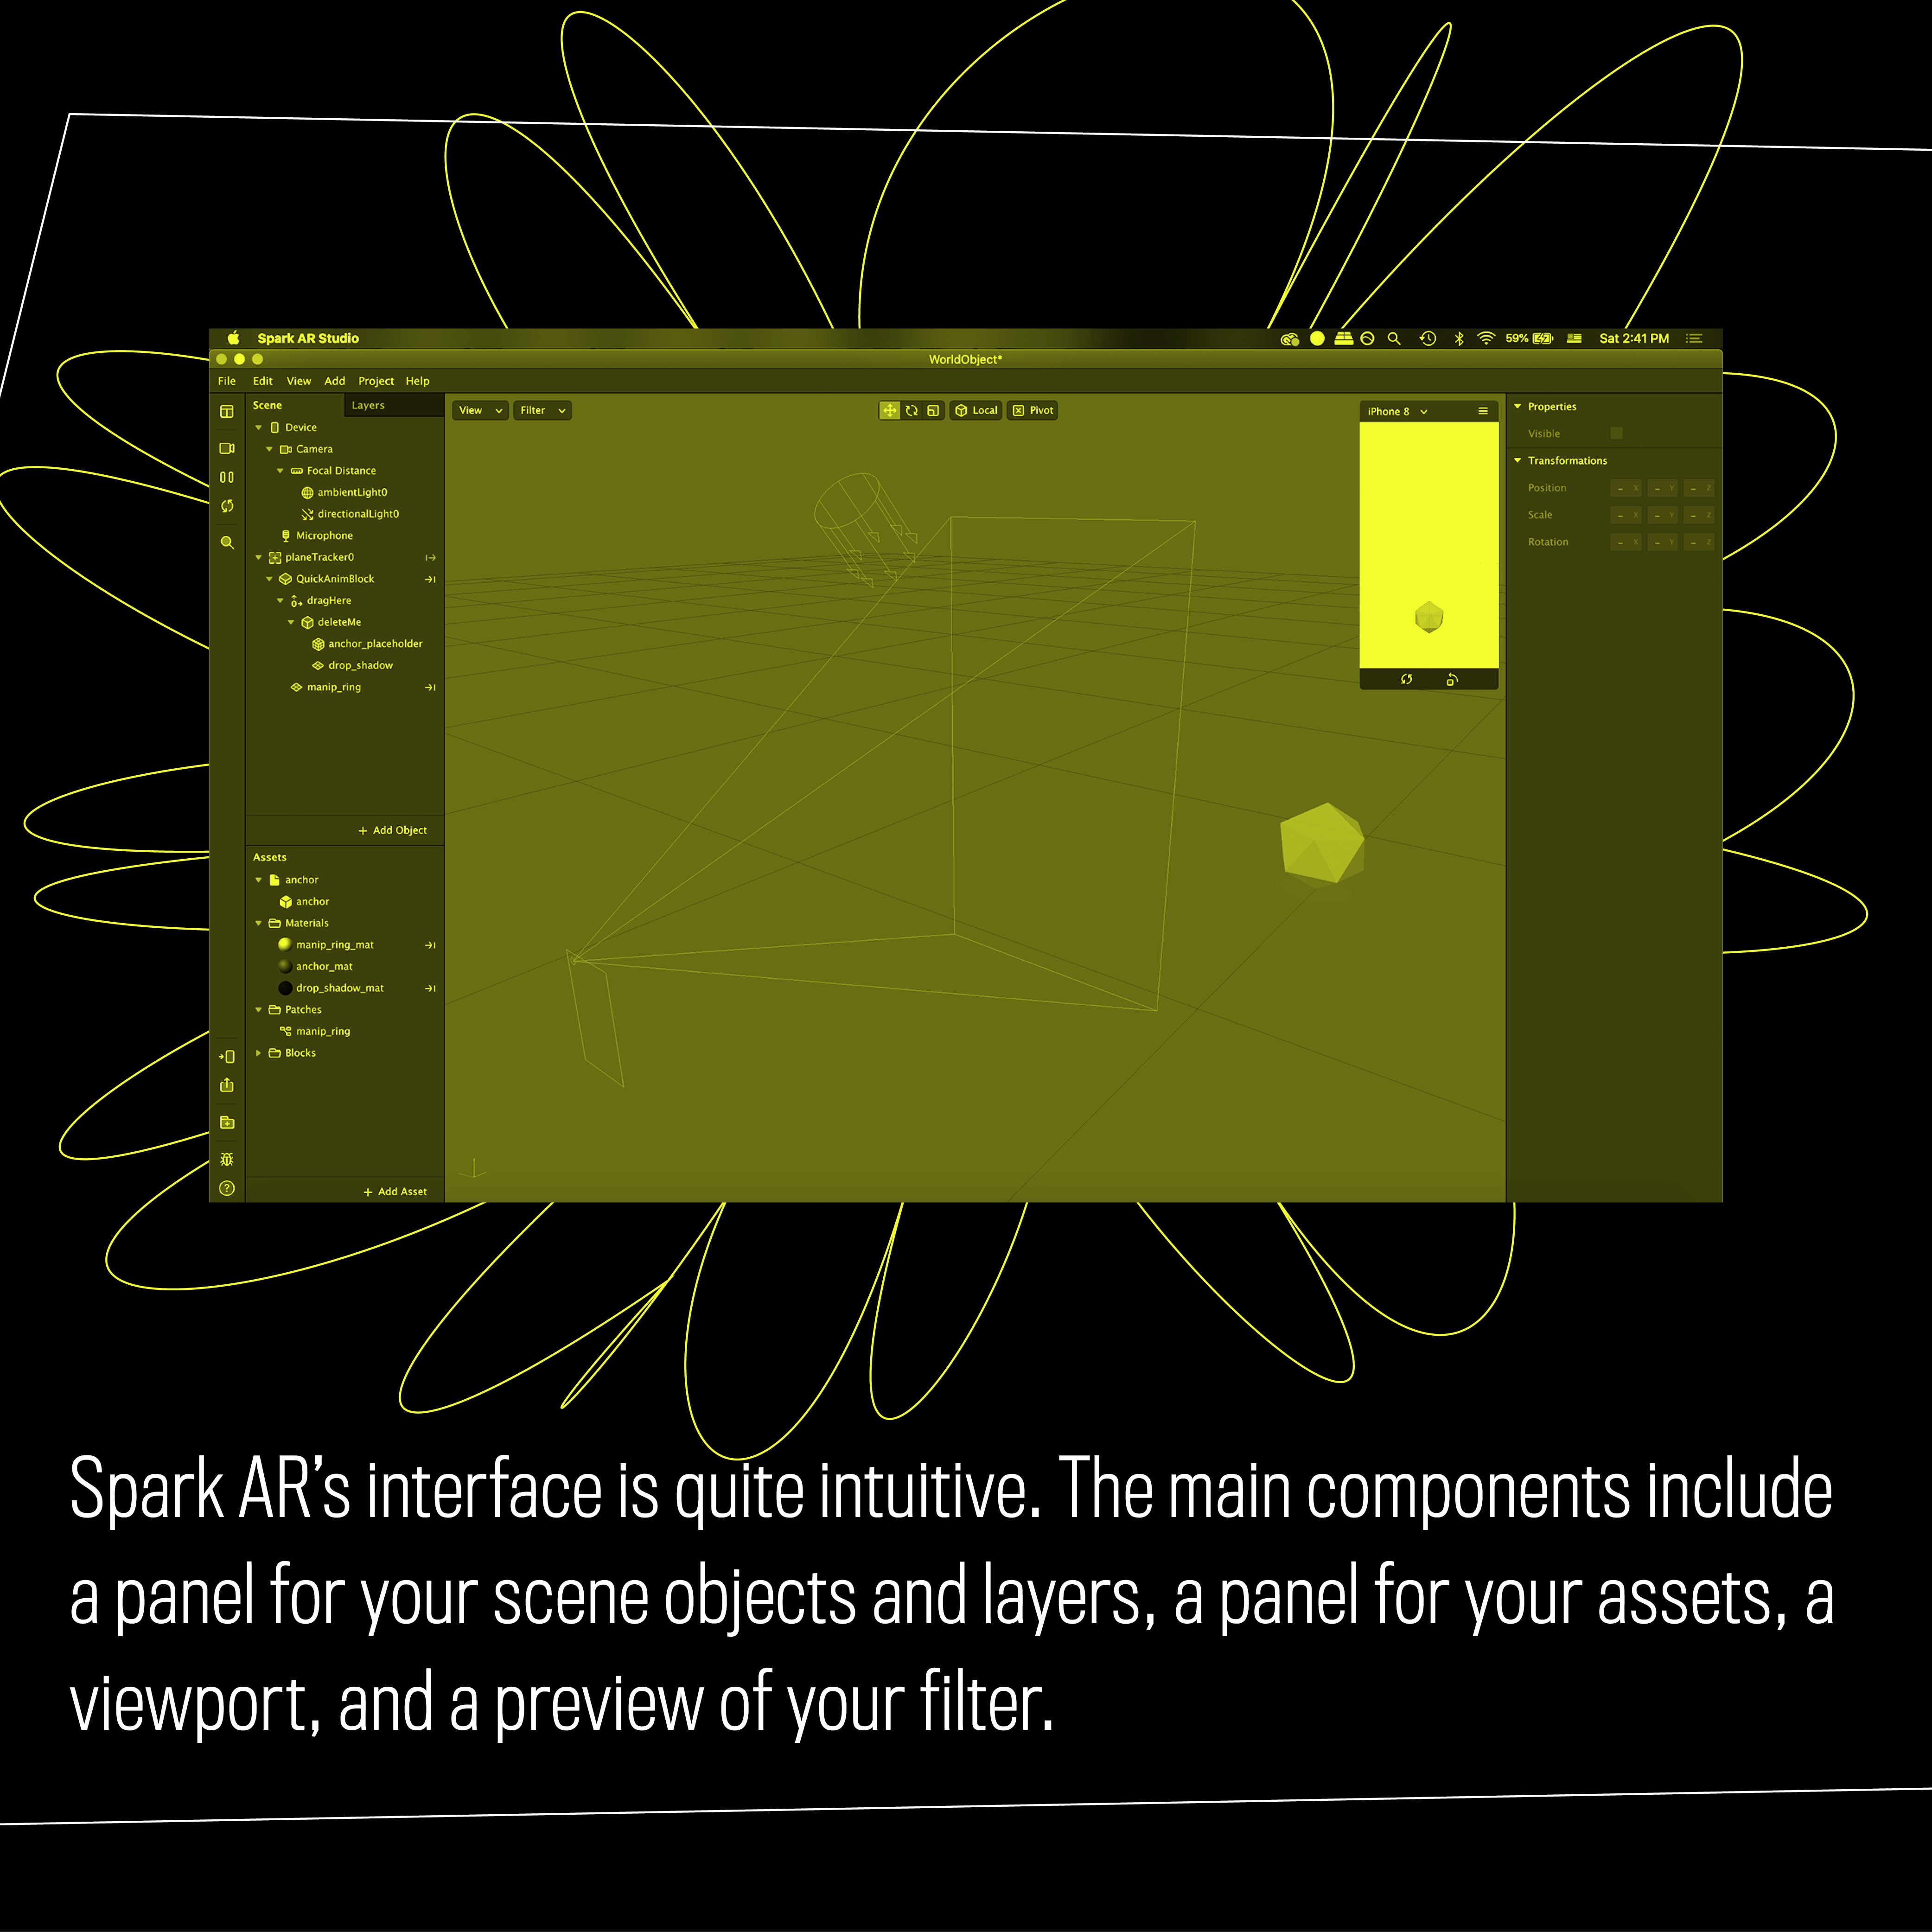 Spark AR Studio
59%
Sat 2:41 PM
WorldObject*
File Edit View Add Project Help
Scene
Layers
Device
Camera
Focal Distance
ambientLight0
directionalLight0
Microphone
planeTracker0
QuickAnimBlock
dragHere
deleteMe
anchor_placeholder
drop_shadow
manip_ring
+ Add Object
Assets
anchor
anchor
Materials
manip_ring_mat
anchor_mat
drop_shadow_mat
Patches
manip_ring
Blocks
+ Add Asset
View
Filter
Local
Pivot
iPhone 8
Properties
Visible
Transformations
Position - X - Y - Z
Scale - X - Y - Z
Rotation - X - Y - Z
Spark AR’s interface is quite intuitive. The main components include
a panel for your scene objects and layers, a panel for your assets, a
viewport, and a preview of your filter.